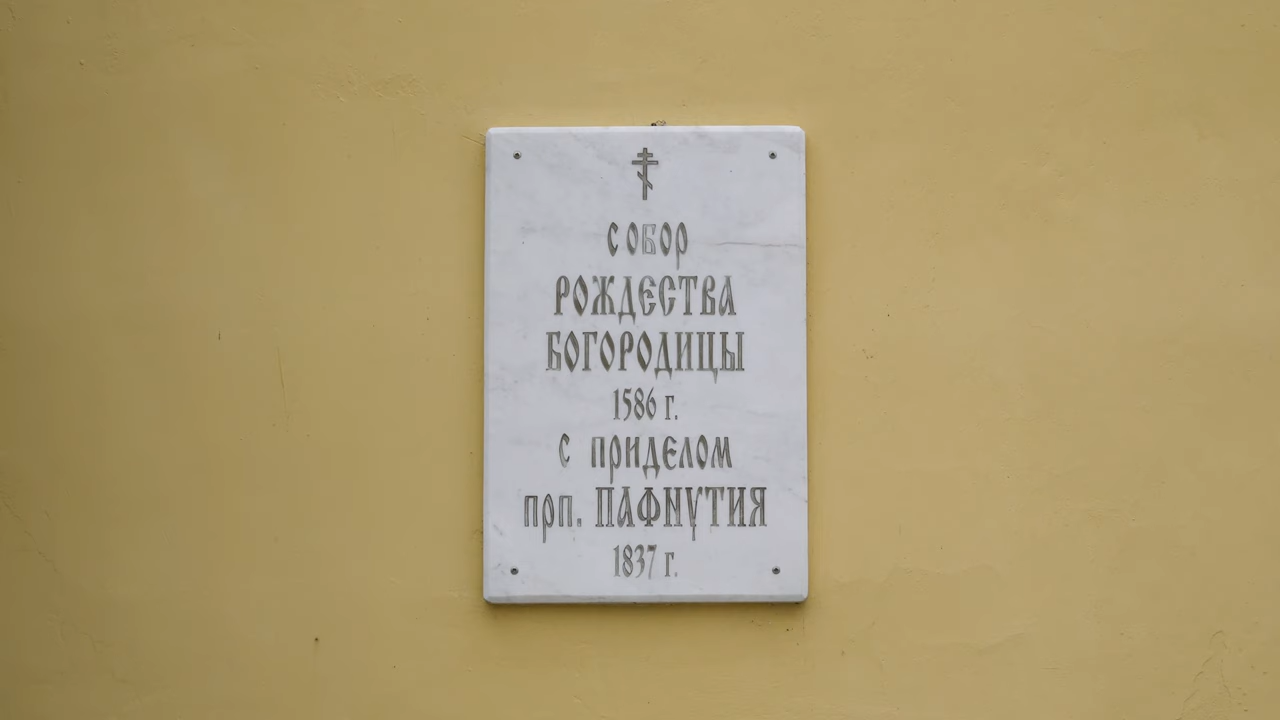 СОБОР
РОЖДЕСТВА
БОГОРОДИЦЫ
1586 г.
С ПРИДЕЛОМ
прп. ПАФНУТИЯ
1837 г.